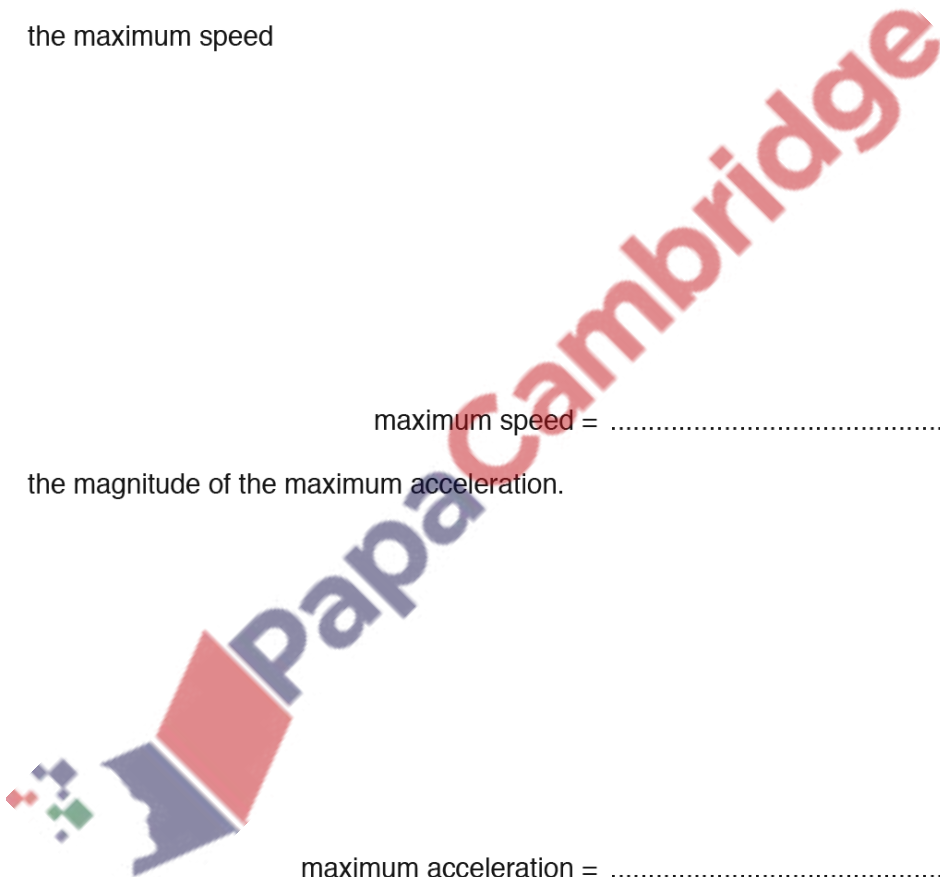 the maximum speed
PapaCambridge
maximum speed = ............................................
the magnitude of the maximum acceleration.
maximum acceleration = ............................................